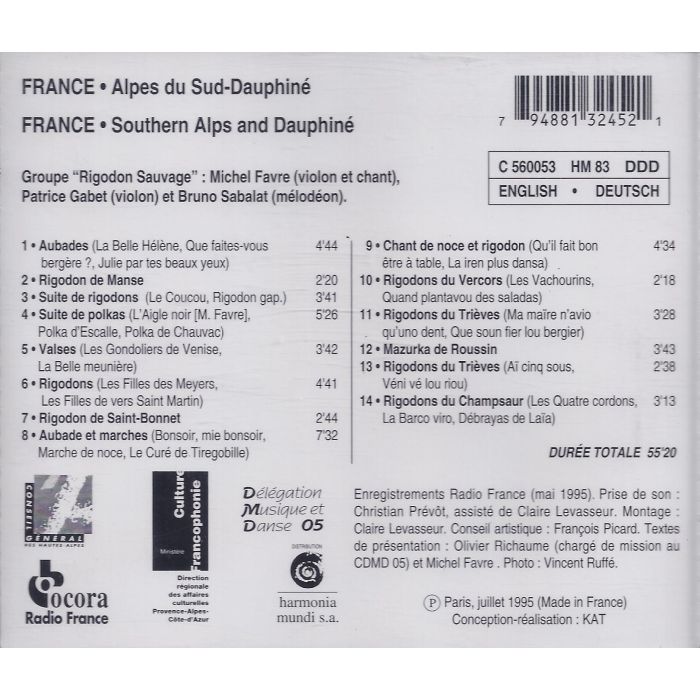 FRANCE • Alpes du Sud-Dauphiné
FRANCE • Southern Alps and Dauphiné
7 94881 32452 1
C 560053 HM 83 DDD
ENGLISH • DEUTSCH
Groupe “Rigodon Sauvage” : Michel Favre (violon et chant),
Patrice Gabet (violon) et Bruno Sabalat (mélodéon).
1 • Aubades (La Belle Hélène, Que faites-vous 4'44
bergère ?, Julie par tes beaux yeux)
2 • Rigodon de Manse 2'20
3 • Suite de rigodons (Le Coucou, Rigodon gap.) 3'41
4 • Suite de polkas (L'Aigle noir [M. Favre], 5'26
Polka d'Escalle, Polka de Chauvac)
5 • Valses (Les Gondoliers de Venise, 3'42
La Belle meunière)
6 • Rigodons (Les Filles des Meyers, 4'41
Les Filles de vers Saint Martin)
7 • Rigodon de Saint-Bonnet 2'44
8 • Aubade et marches (Bonsoir, mie bonsoir, 7'32
Marche de noce, Le Curé de Tiregobille)
9 • Chant de noce et rigodon (Qu'il fait bon 4'34
être à table, La iren plus dansa)
10 • Rigodons du Vercors (Les Vachourins, 2'18
Quand plantavou des saladas)
11 • Rigodons du Trièves (Ma maïre n'avio 3'28
qu'uno dent, Que soun fier lou bergier)
12 • Mazurka de Roussin 3'43
13 • Rigodons du Trièves (Aï cinq sous, 2'38
Véni vé lou riou)
14 • Rigodons du Champsaur (Les Quatre cordons, 3'13
La Barco viro, Débrayas de Laïa)
DURÉE TOTALE 55'20
CONSEIL
GÉNÉRAL
DES HAUTES-ALPES
Ministère
Culture
Francophonie
Direction
régionale
des affaires
culturelles
Provence-Alpes-
Côte-d'Azur
Délégation
Musique et
Danse 05
DISTRIBUTION
harmonia
mundi s.a.
ocora
Radio France
Enregistrements Radio France (mai 1995). Prise de son :
Christian Prévôt, assisté de Claire Levasseur. Montage :
Claire Levasseur. Conseil artistique : François Picard. Textes
de présentation : Olivier Richaume (chargé de mission au
CDMD 05) et Michel Favre . Photo : Vincent Ruffé.
Ⓟ Paris, juillet 1995 (Made in France)
Conception-réalisation : KAT